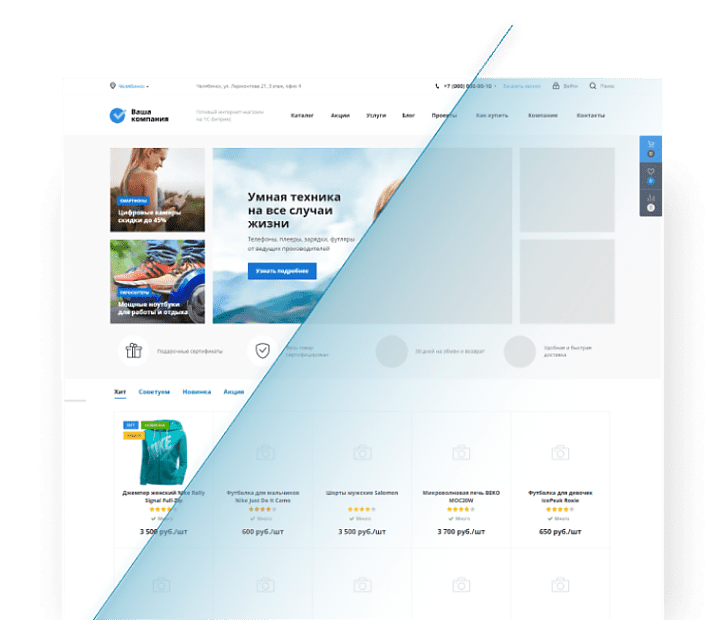 Челябинск
Челябинск, ул. Лермонтова 21, 3 этаж, офис 4
Заказать звонок
Войти
Поиск
Ваша
компания
Готовый интернет-магазин
на 1С-Битрикс
Каталог
Акции
Услуги
Блог
Проекты
Как купить
Компания
Контакты
СМАРТФОНЫ
Цифровые камеры
скидки до 45%
Умная техника
на все случаи
жизни
Телефоны, плееры, зарядки, футляры
от ведущих производителей
Узнать подробнее
ГИРОСКУТЕРЫ
Мощные ноутбуки
для работы и отдыха
Подарочные сертификаты
Весь товар
сертифицирован
30 дней на обмен и возврат
Удобная и быстрая
доставка
Хит
Советуем
Новинка
Акция
ХИТ
НОВИНКА
АКЦИЯ
NIKE
Джемпер женский Nike Rally
Signal Full-Zip
Много
3 500 руб./шт
Футболка для мальчиков
Nike Just Do It Camo
Много
600 руб./шт
Шорты мужские Salomon
Много
3 500 руб./шт
Микроволновая печь BEKO
MOC20W
Много
3 700 руб./шт
Футболка для девочек
IcePeak Rosie
Много
650 руб./шт